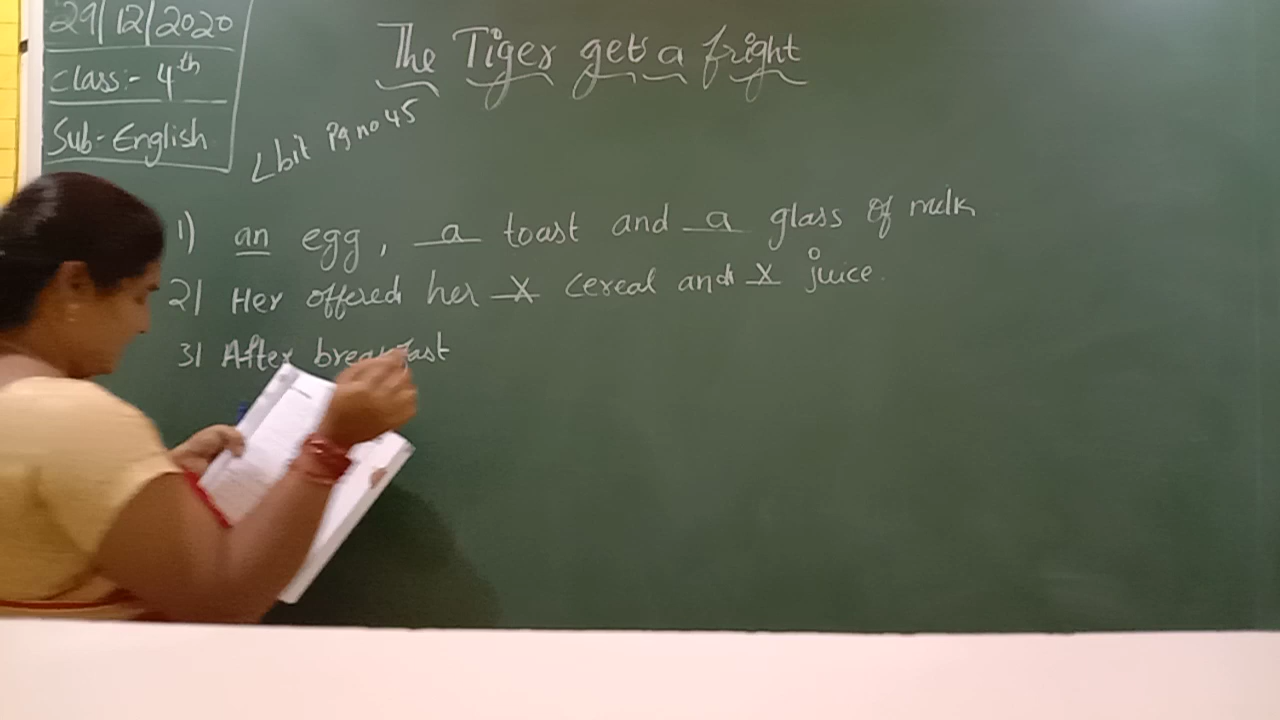 29/12/2020
Class:- 4th
Sub- English
The Tiger gets a fright
L bit Pg no 45
1) an egg, a toast and a glass of milk
2) Her offered her X cereal and X juice.
3) After breakfast